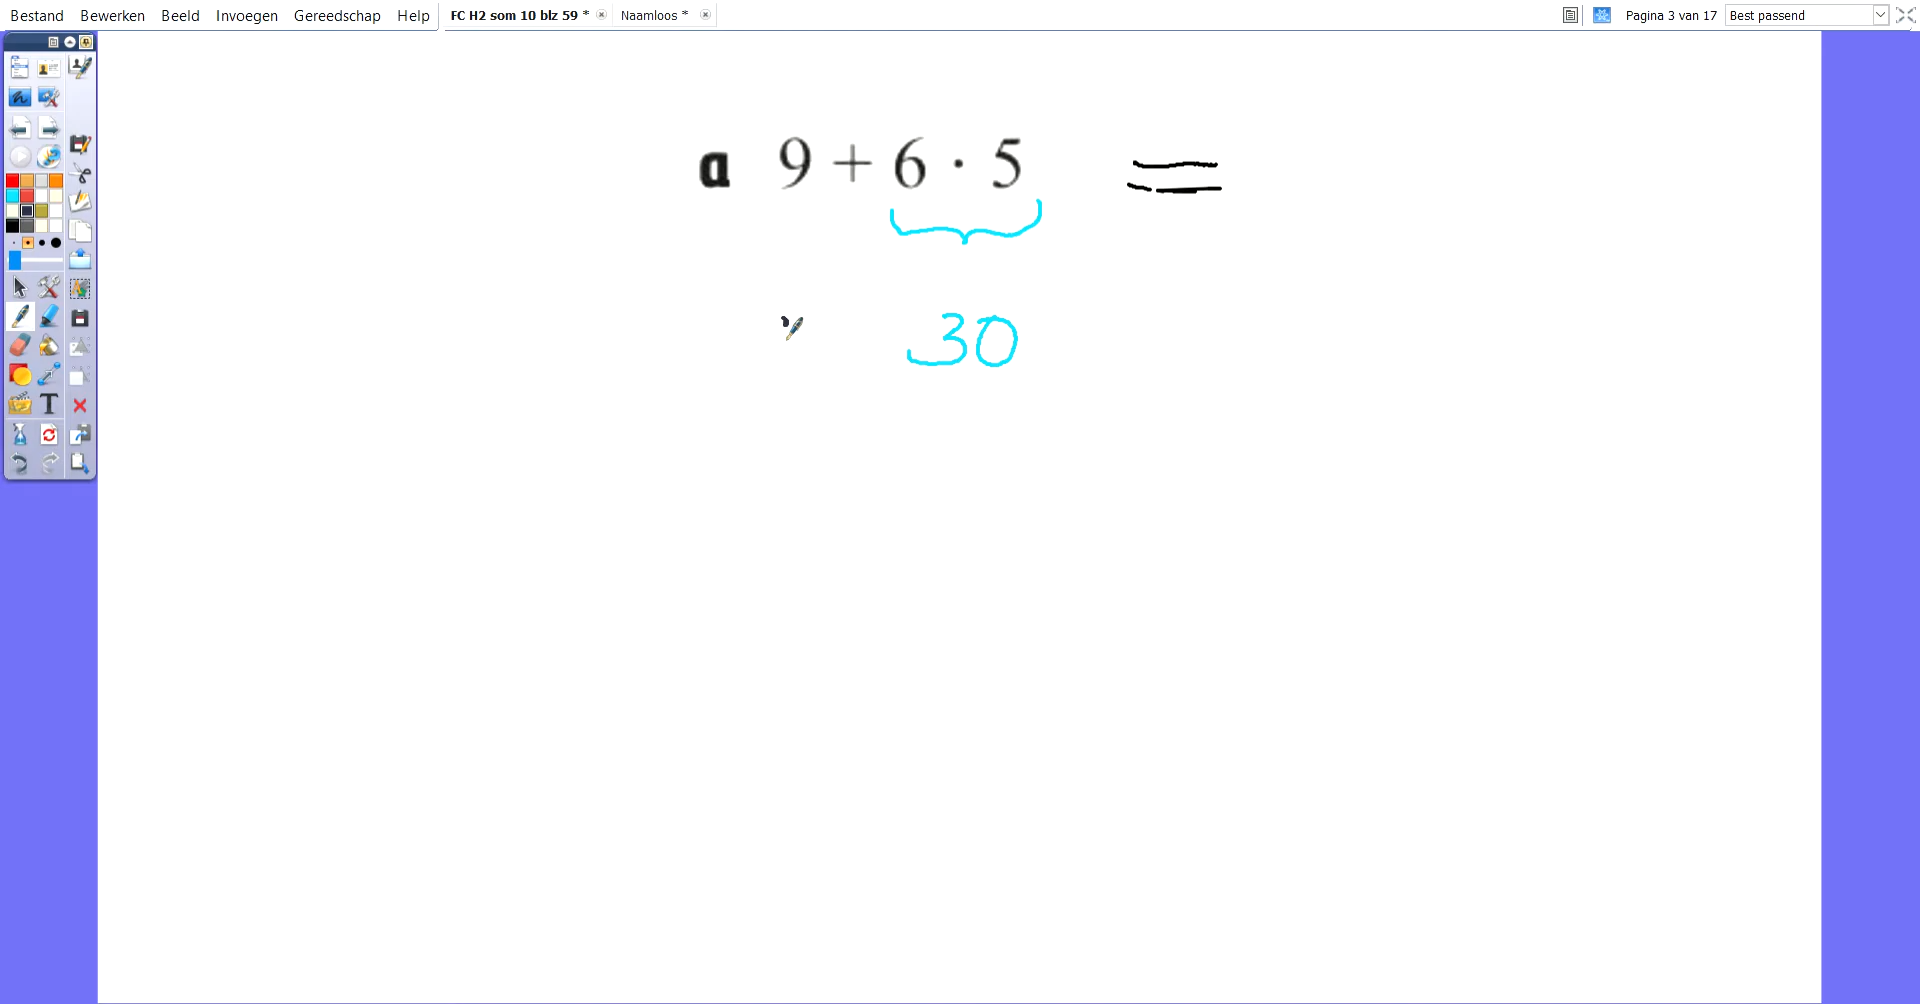 Bestand Bewerken Beeld Invoegen Gereedschap Help FC H2 som 10 blz 59 * Naamloos * Pagina 3 van 17 Best passend
a 9 + 6 · 5 =
30
T